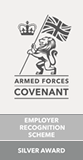 ARMED FORCES
COVENANT
EMPLOYER
RECOGNITION
SCHEME
SILVER AWARD